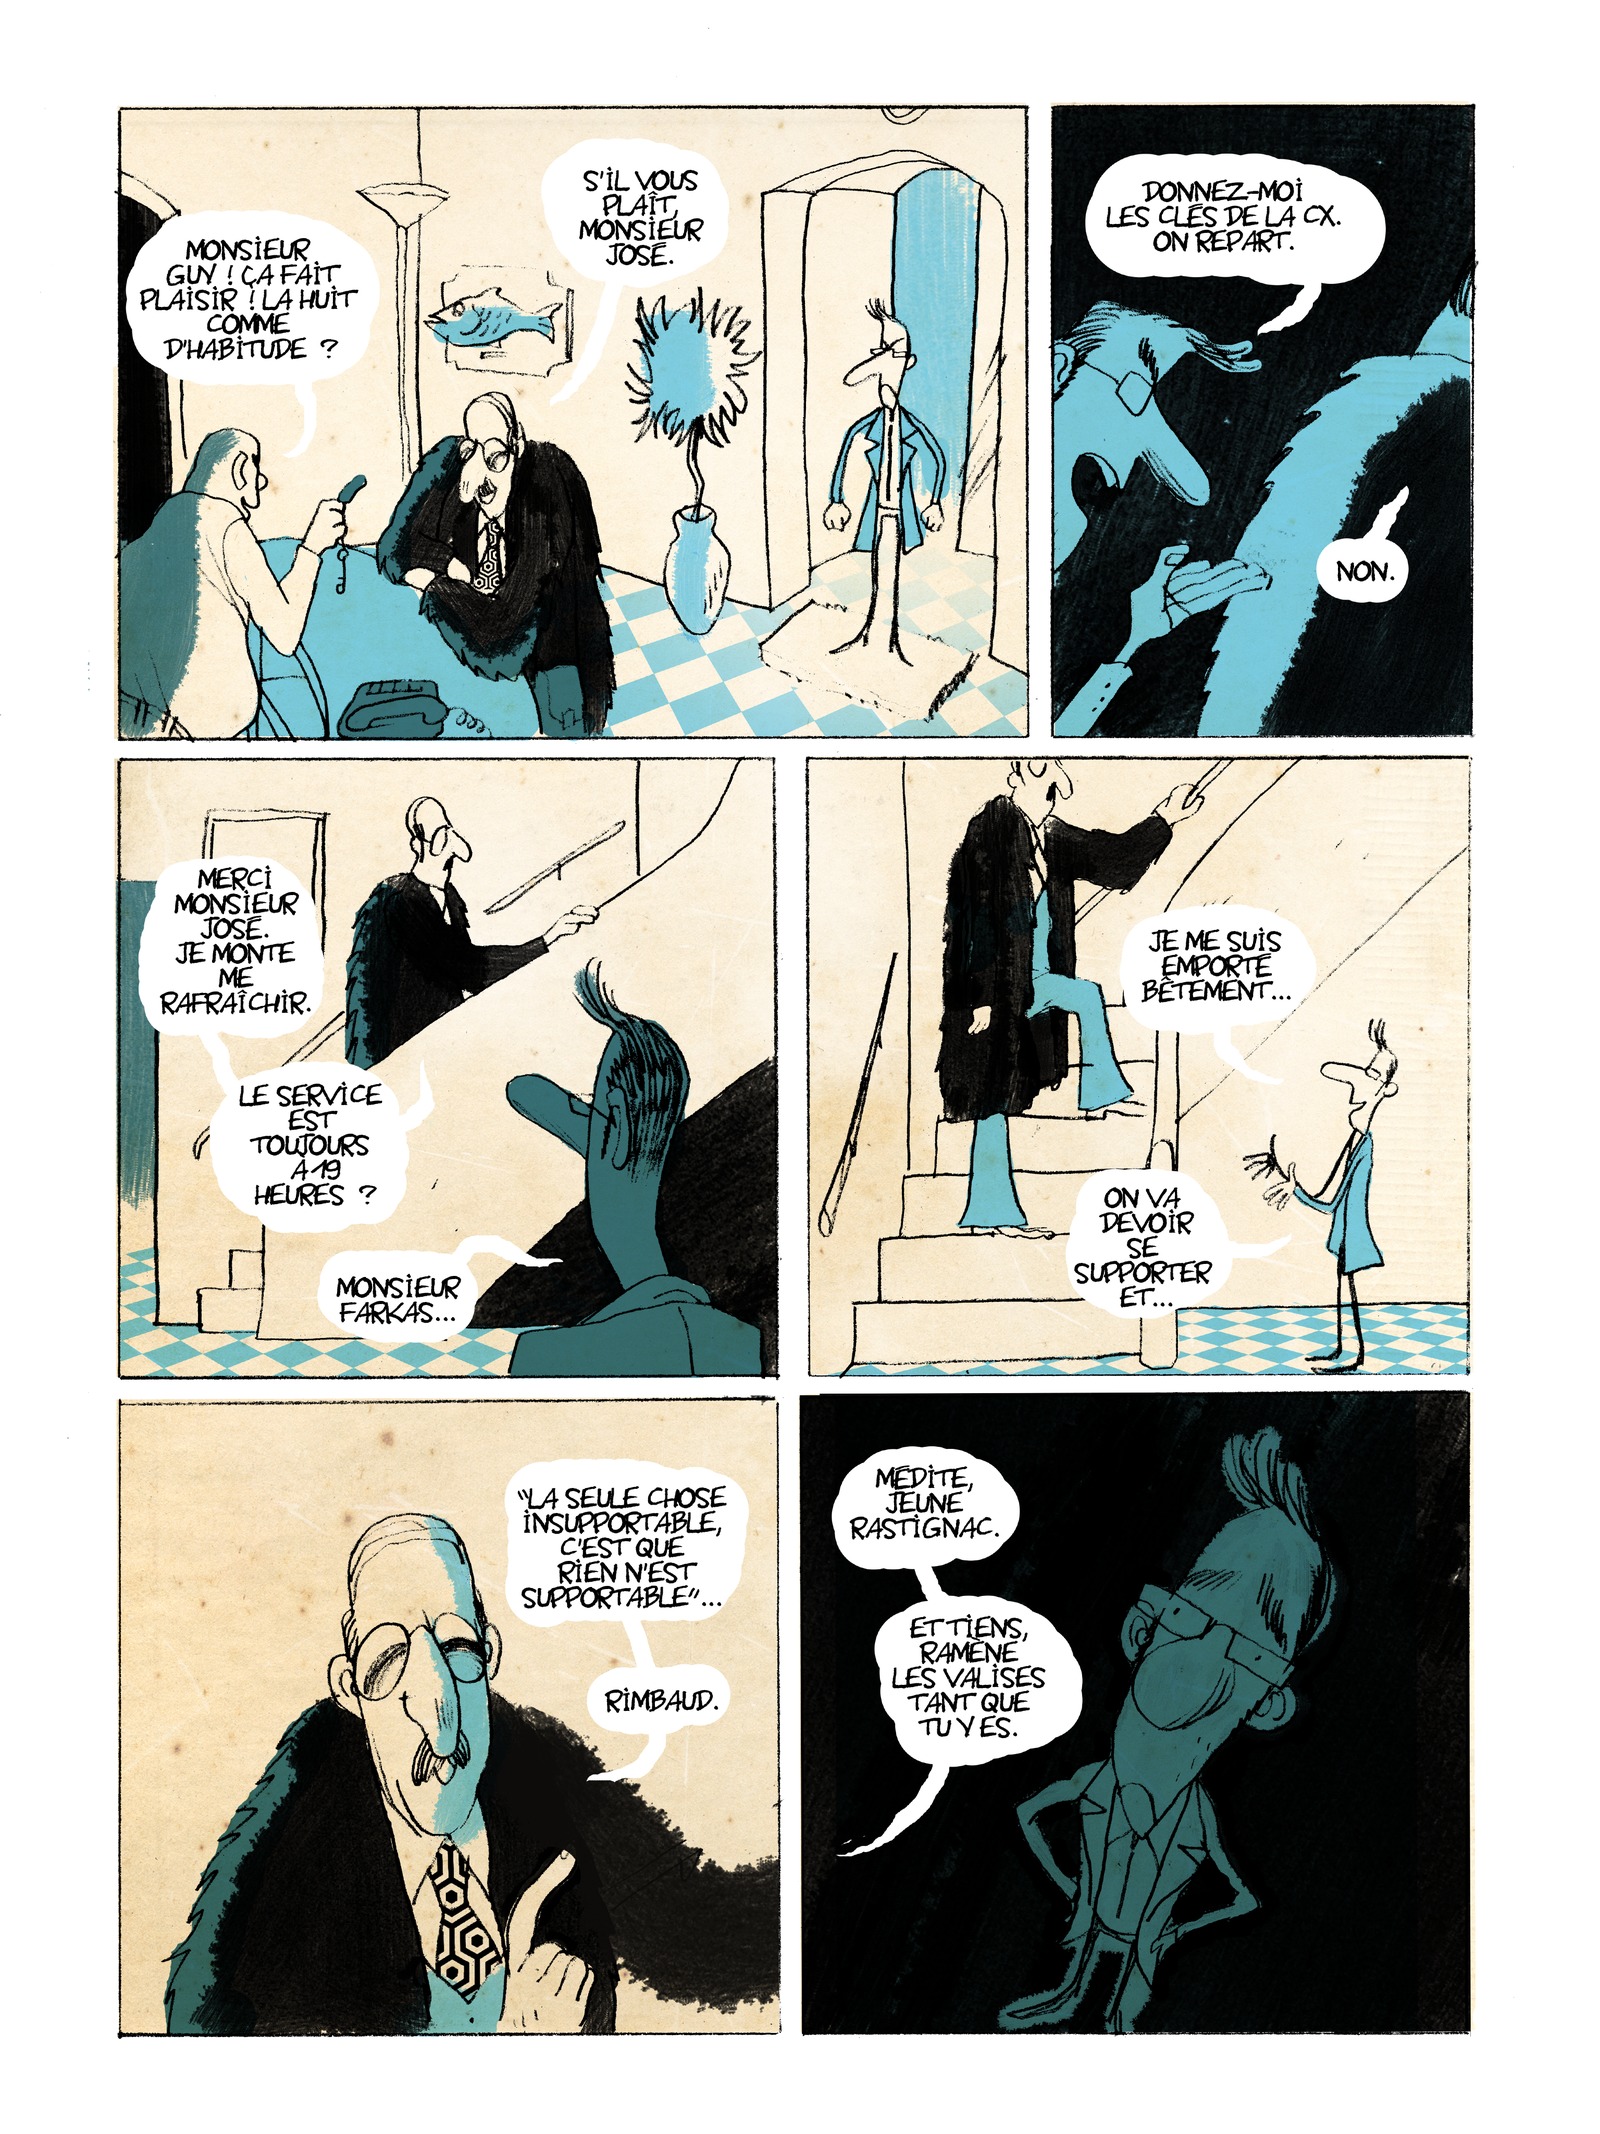 MONSIEUR
GUY ! ÇA FAIT
PLAISIR ! LA HUIT
COMME
D'HABITUDE ?
S'IL VOUS
PLAÎT,
MONSIEUR
JOSÉ.
DONNEZ-MOI
LES CLÉS DE LA CX.
ON REPART.
NON.
MERCI
MONSIEUR
JOSÉ.
JE MONTE
ME
RAFRAÎCHIR.
LE SERVICE
EST
TOUJOURS
À 19
HEURES ?
MONSIEUR
FARKAS...
JE ME SUIS
EMPORTÉ
BÊTEMENT...
ON VA
DEVOIR
SE
SUPPORTER
ET...
"LA SEULE CHOSE
INSUPPORTABLE,
C'EST QUE
RIEN N'EST
SUPPORTABLE"...
RIMBAUD.
MÉDITE,
JEUNE
RASTIGNAC.
ET TIENS,
RAMÈNE
LES VALISES
TANT QUE
TU Y ES.